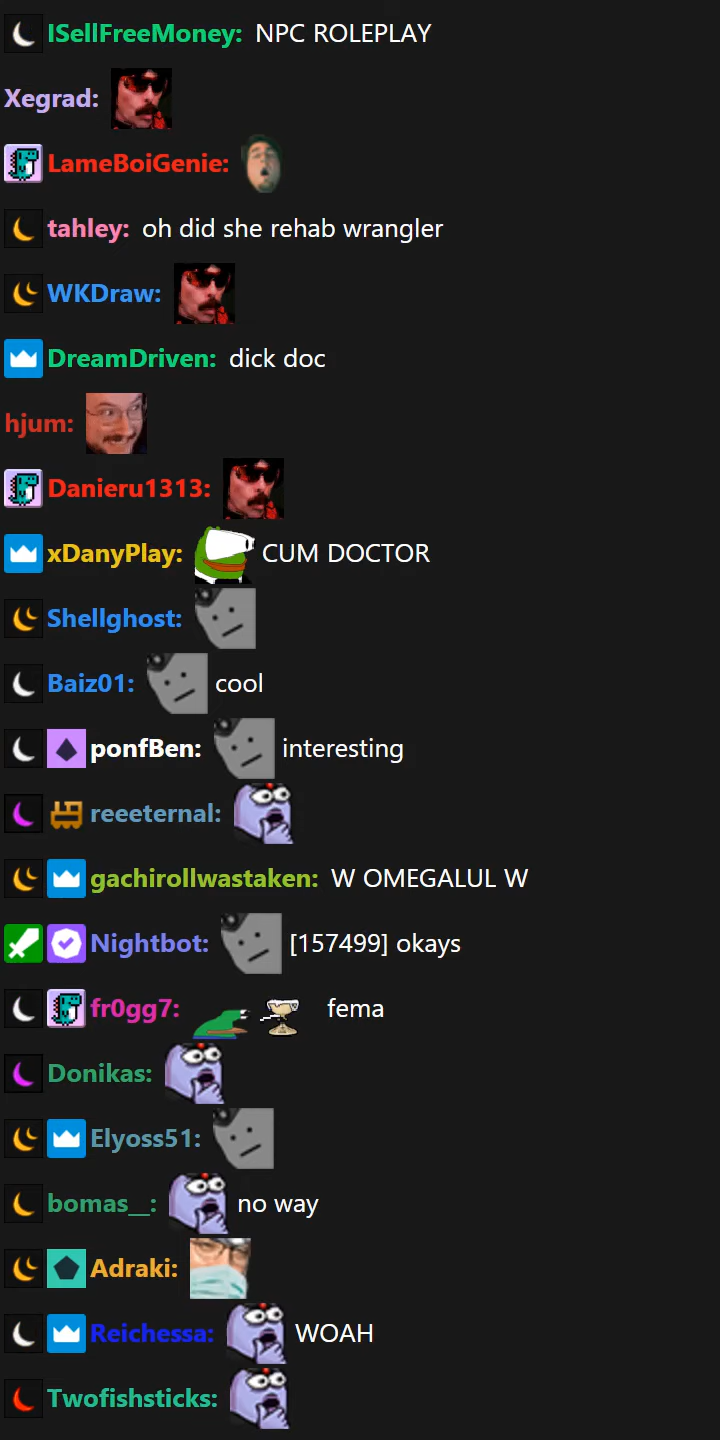 ISellFreeMoney: NPC ROLEPLAY
Xegrad:
LameBoiGenie:
tahley: oh did she rehab wrangler
WKDraw:
DreamDriven: dick doc
hjum:
Danieru1313:
xDanyPlay: CUM DOCTOR
Shellghost:
Baiz01: cool
ponfBen: interesting
reeeternal:
gachirollwastaken: W OMEGALUL W
Nightbot: [157499] okays
fr0gg7: fema
Donikas:
Elyoss51:
bomas__: no way
Adraki:
Reichessa: WOAH
Twofishsticks: